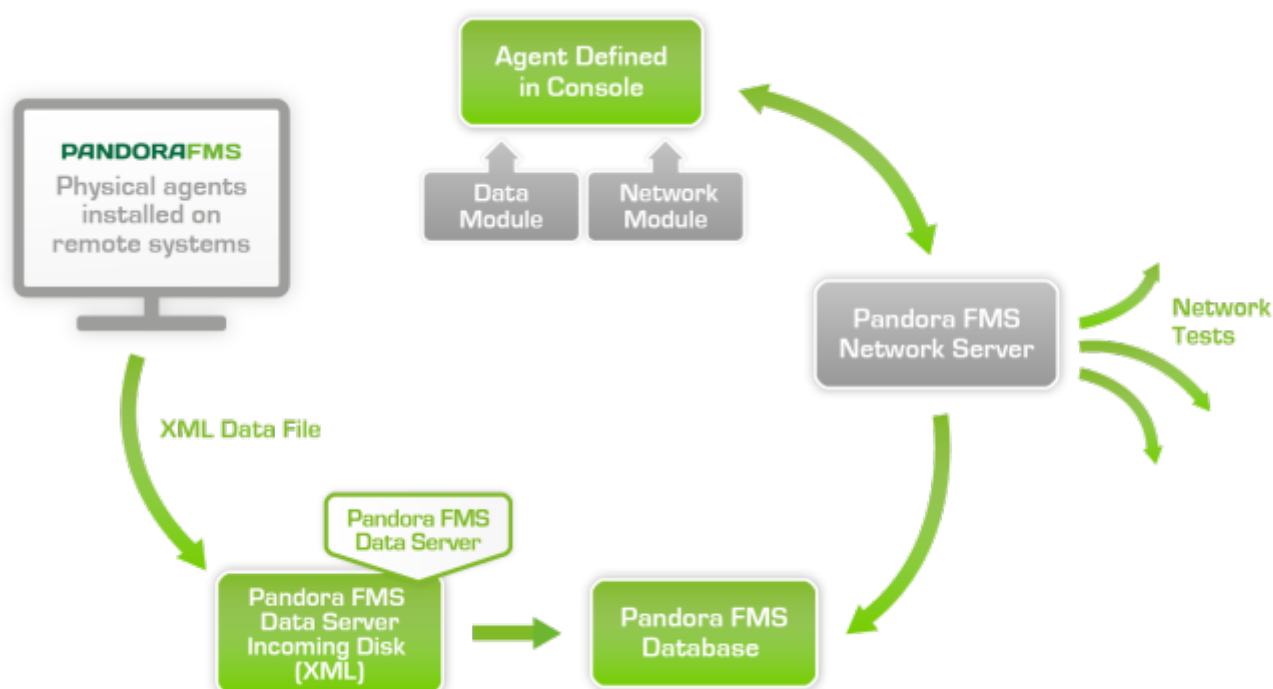 Agent Defined
in Console
PANDORAFMS
Physical agents
installed on
remote systems
Data
Module
Network
Module
Pandora FMS
Network Server
Network
Tests
XML Data File
Pandora FMS
Data Server
Pandora FMS
Data Server
Incoming Disk
(XML)
Pandora FMS
Database